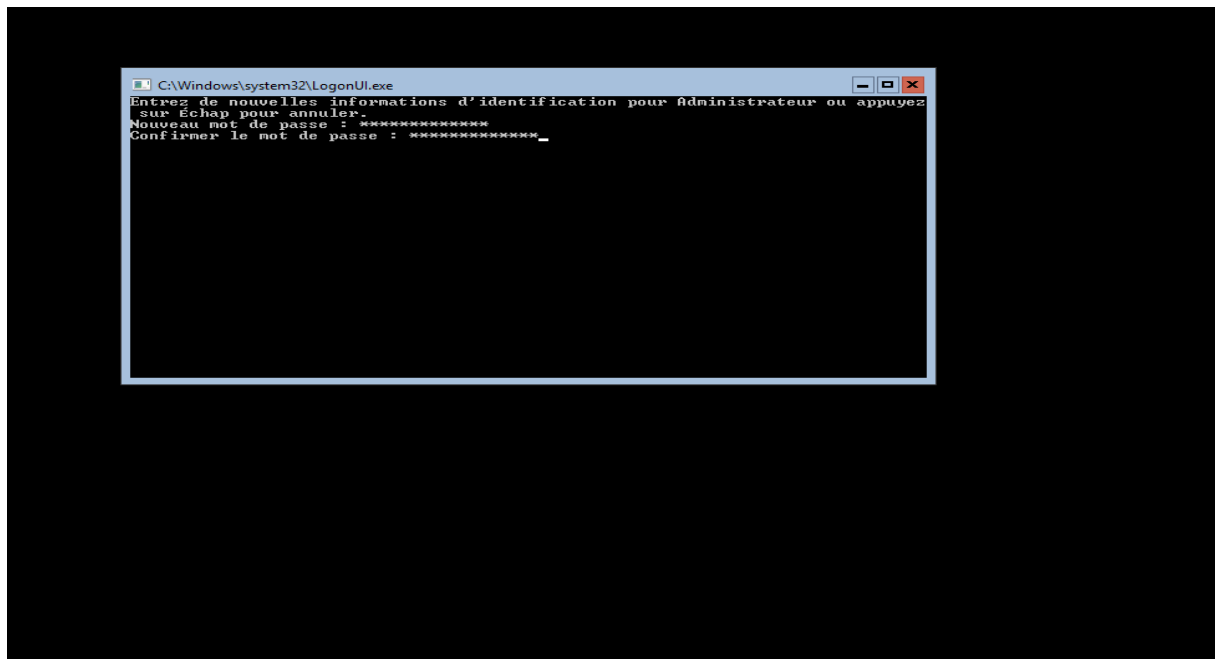 C:\Windows\system32\LogonUI.exe
Entrez de nouvelles informations d'identification pour Administrateur ou appuyez
sur Échap pour annuler.
Nouveau mot de passe : *************
Confirmer le mot de passe : *************